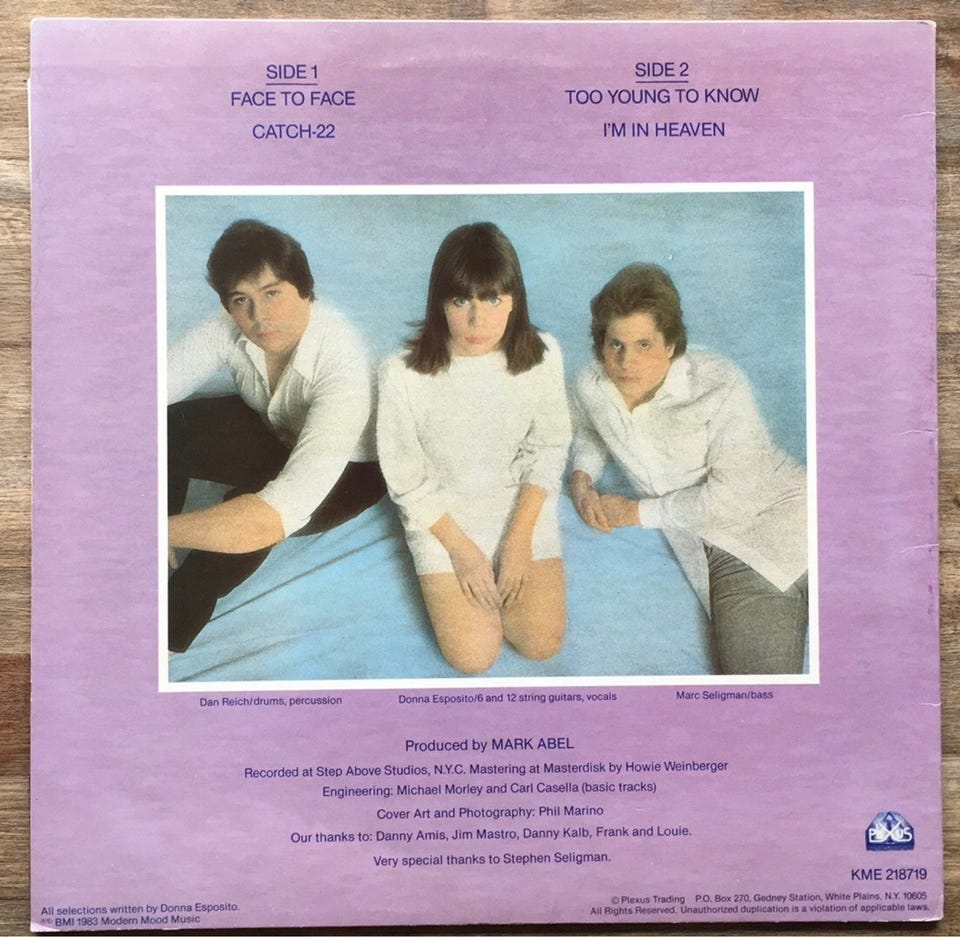 SIDE 1
FACE TO FACE
CATCH-22
SIDE 2
TOO YOUNG TO KNOW
I'M IN HEAVEN
Dan Reich/drums, percussion
Donna Esposito/6 and 12 string guitars, vocals
Marc Seligman/bass
Produced by MARK ABEL
Recorded at Step Above Studios, N.Y.C. Mastering at Masterdisk by Howie Weinberger
Engineering: Michael Morley and Carl Casella (basic tracks)
Cover Art and Photography: Phil Marino
Our thanks to: Danny Amis, Jim Mastro, Danny Kalb, Frank and Louie.
Very special thanks to Stephen Seligman.
PLEXUS
KME 218719
All selections written by Donna Esposito.
BMI 1983 Modern Mood Music
© Plexus Trading P.O. Box 270, Gedney Station, White Plains, N.Y. 10605
All Rights Reserved. Unauthorized duplication is a violation of applicable laws.